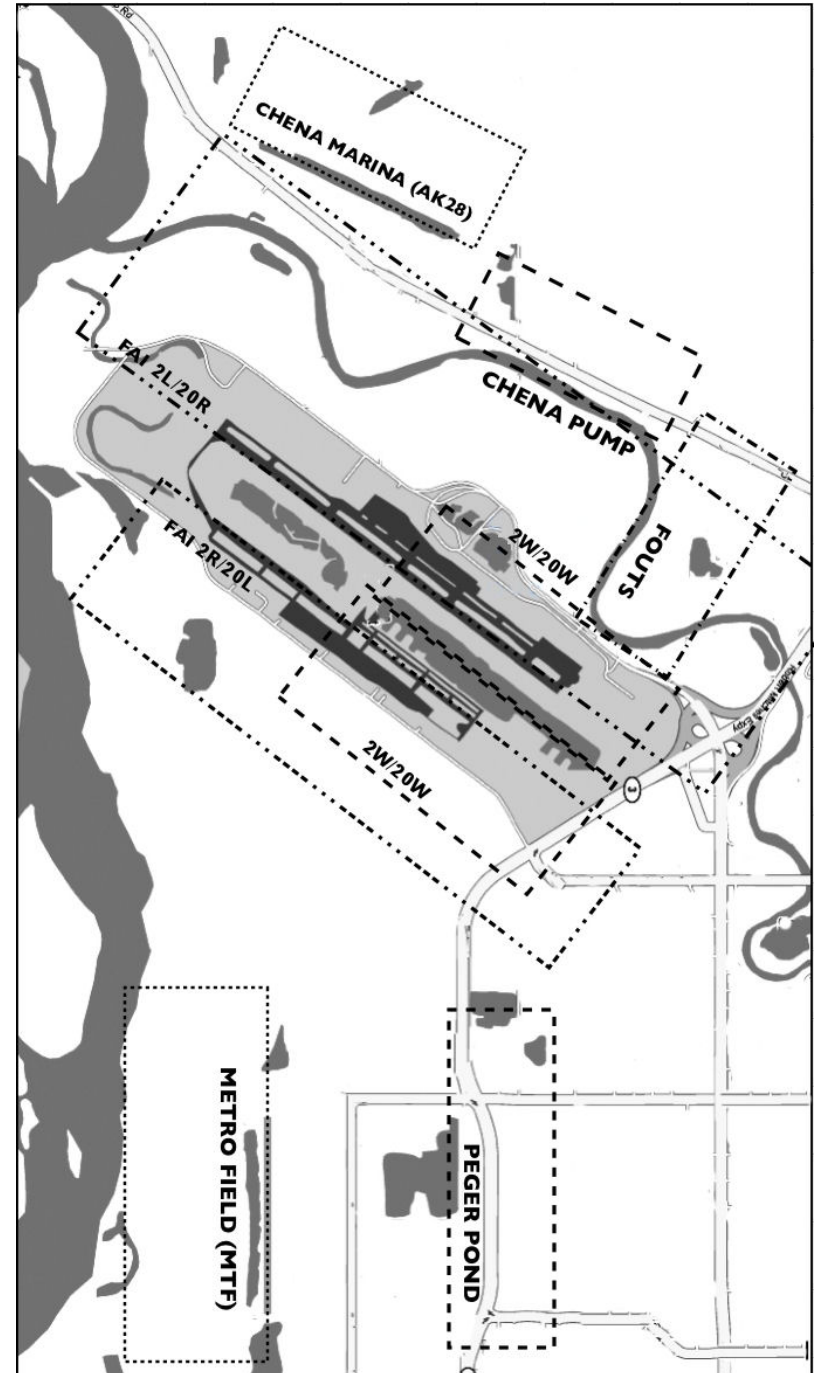 CHENA MARINA (AK28)
FAI 2L/20R
CHENA PUMP
2W/20W
FOUTS
FAI 2R/20L
2W/20W
3
METRO FIELD (MTF)
PEGER POND